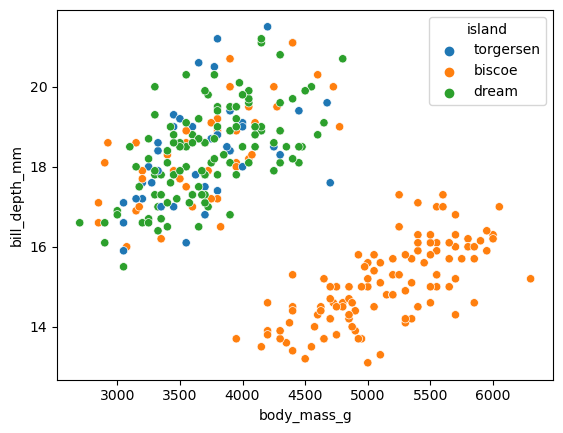 island
torgersen
biscoe
dream
20
18
16
14
bill_depth_mm
3000 3500 4000 4500 5000 5500 6000
body_mass_g